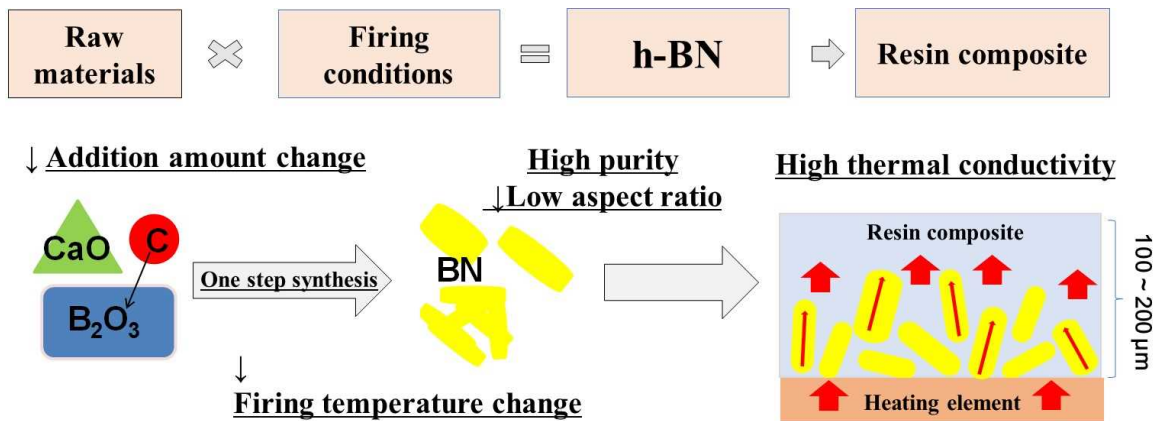 Raw
materials
Firing
conditions
h-BN
Resin composite
↓ Addition amount change
CaO
C
B₂O₃
One step synthesis
↓
Firing temperature change
High purity
↓Low aspect ratio
BN
High thermal conductivity
Resin composite
100 ~ 200 μm
Heating element